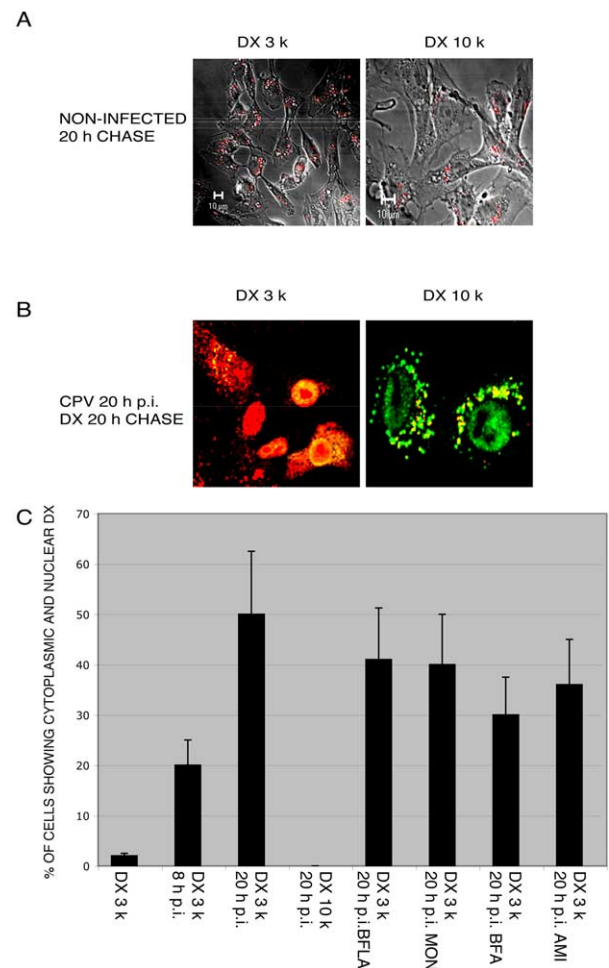 A
DX 3 k
DX 10 k
NON-INFECTED
20 h CHASE
10 µm
10 µm
B
DX 3 k
DX 10 k
CPV 20 h p.i.
DX 20 h CHASE
C
% OF CELLS SHOWING CYTOPLASMIC AND NUCLEAR DX
70
60
50
40
30
20
10
0
DX 3 k
DX 3 k
8 h p.i.
DX 3 k
20 h p.i.
DX 10 k
20 h p.i.
DX 3 k
20 h p.i.BFLA
DX 3 k
20 h p.i. MON
DX 3 k
20 h p.i. BFA
DX 3 k
20 h p.i. AMI